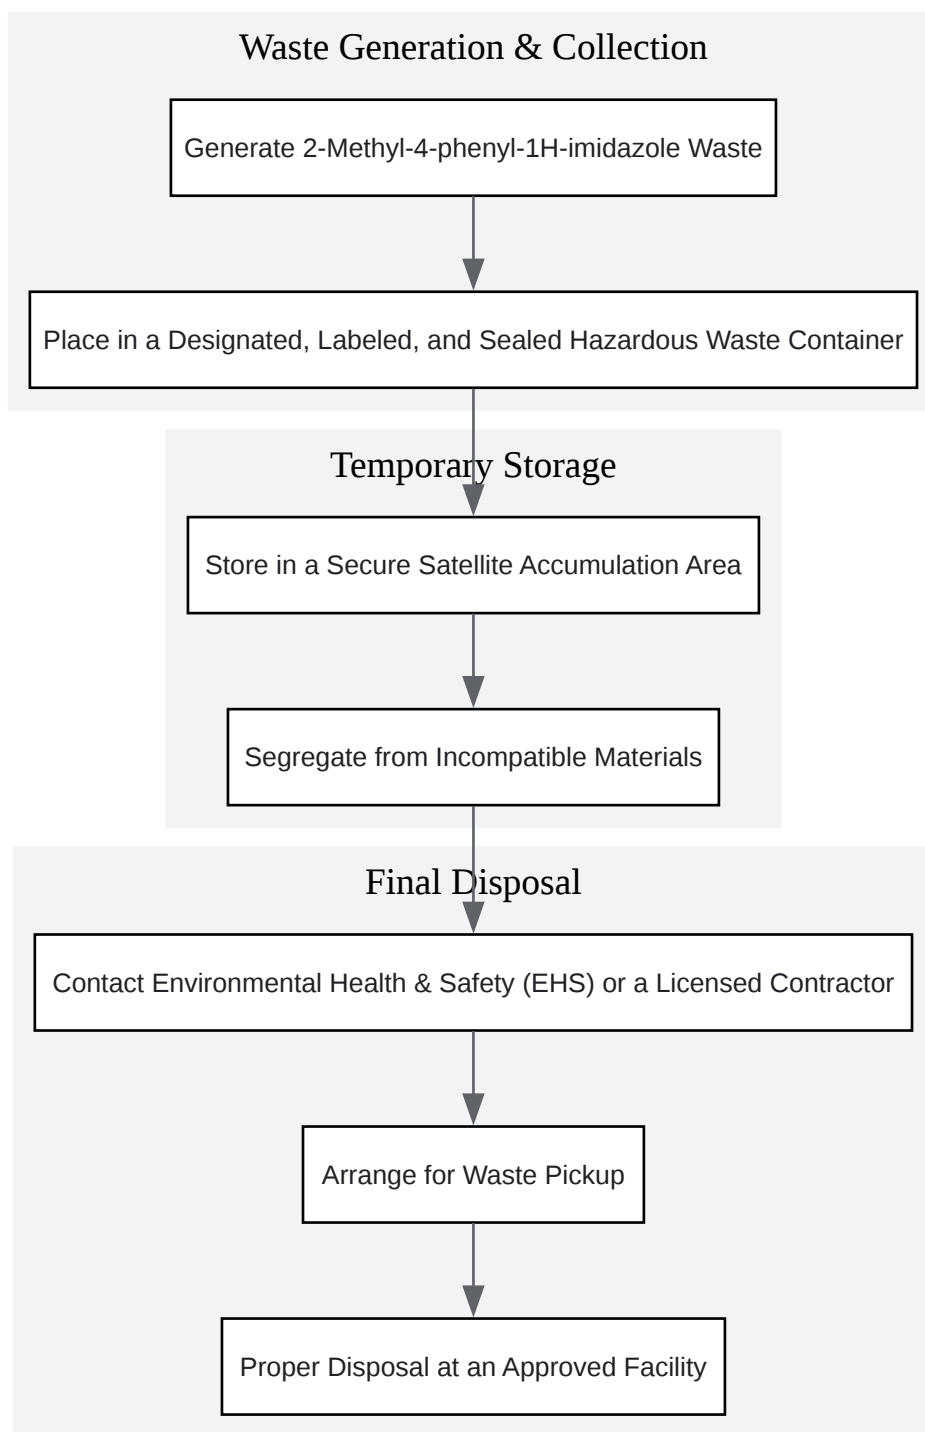 Waste Generation & Collection
Generate 2-Methyl-4-phenyl-1H-imidazole Waste
Place in a Designated, Labeled, and Sealed Hazardous Waste Container
Temporary Storage
Store in a Secure Satellite Accumulation Area
Segregate from Incompatible Materials
Final Disposal
Contact Environmental Health & Safety (EHS) or a Licensed Contractor
Arrange for Waste Pickup
Proper Disposal at an Approved Facility